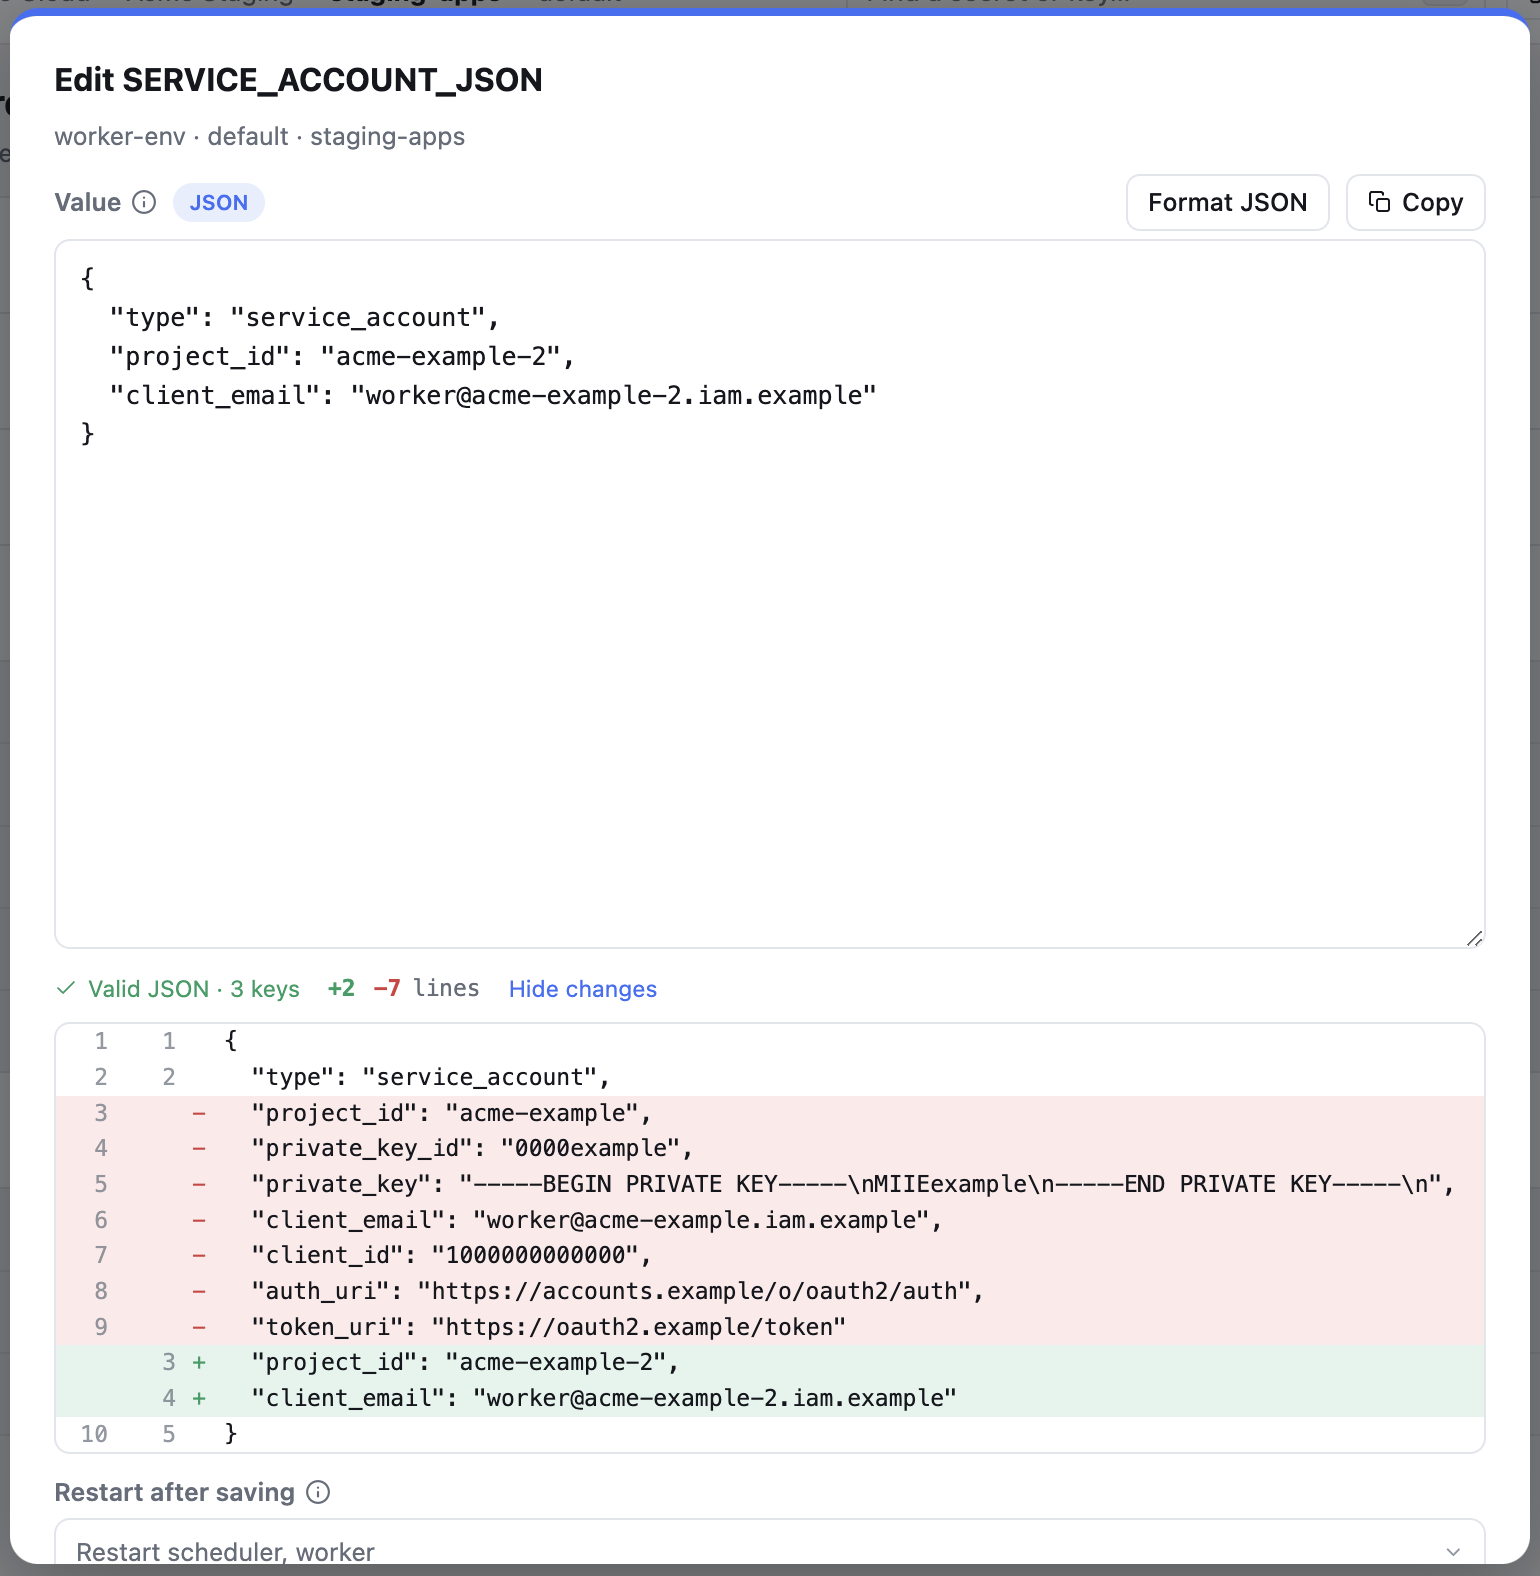 Edit SERVICE_ACCOUNT_JSON
worker-env · default · staging-apps
Value JSON Format JSON Copy
{
  "type": "service_account",
  "project_id": "acme-example-2",
  "client_email": "worker@acme-example-2.iam.example"
}
Valid JSON · 3 keys +2 −7 lines Hide changes
1 1 {
2 2   "type": "service_account",
3 −   "project_id": "acme-example",
4 −   "private_key_id": "0000example",
5 −   "private_key": "-----BEGIN PRIVATE KEY-----\nMIIEexample\n-----END PRIVATE KEY-----\n",
6 −   "client_email": "worker@acme-example.iam.example",
7 −   "client_id": "1000000000000",
8 −   "auth_uri": "https://accounts.example/o/oauth2/auth",
9 −   "token_uri": "https://oauth2.example/token"
3 +   "project_id": "acme-example-2",
4 +   "client_email": "worker@acme-example-2.iam.example"
10 5 }
Restart after saving
Restart scheduler, worker